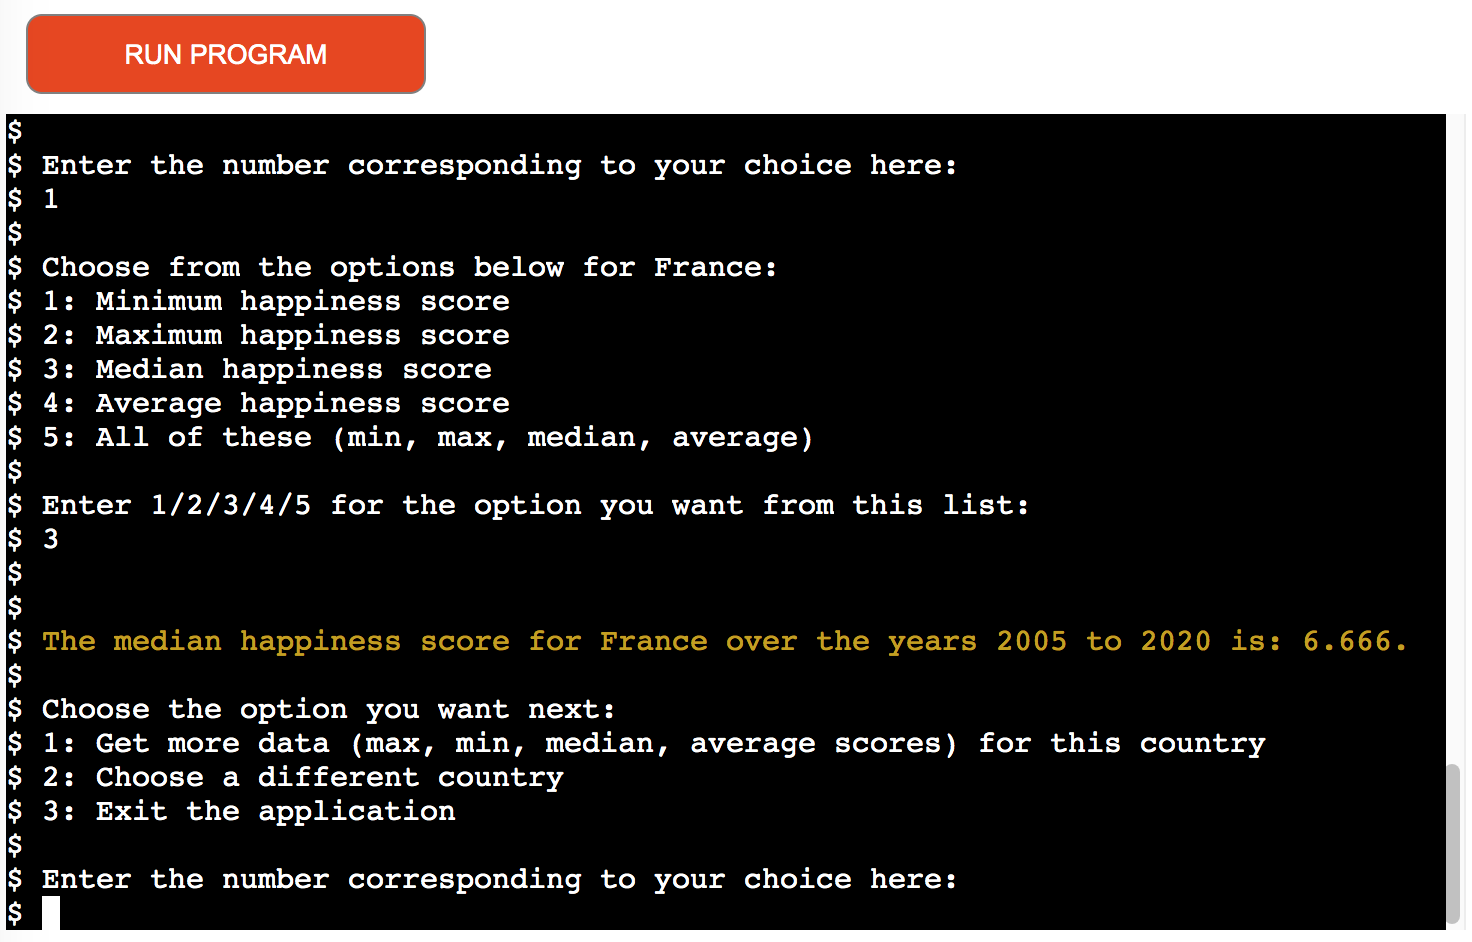 RUN PROGRAM
$
$ Enter the number corresponding to your choice here:
$ 1
$
$ Choose from the options below for France:
$ 1: Minimum happiness score
$ 2: Maximum happiness score
$ 3: Median happiness score
$ 4: Average happiness score
$ 5: All of these (min, max, median, average)
$
$ Enter 1/2/3/4/5 for the option you want from this list:
$ 3
$
$
$ The median happiness score for France over the years 2005 to 2020 is: 6.666.
$
$ Choose the option you want next:
$ 1: Get more data (max, min, median, average scores) for this country
$ 2: Choose a different country
$ 3: Exit the application
$
$ Enter the number corresponding to your choice here:
$